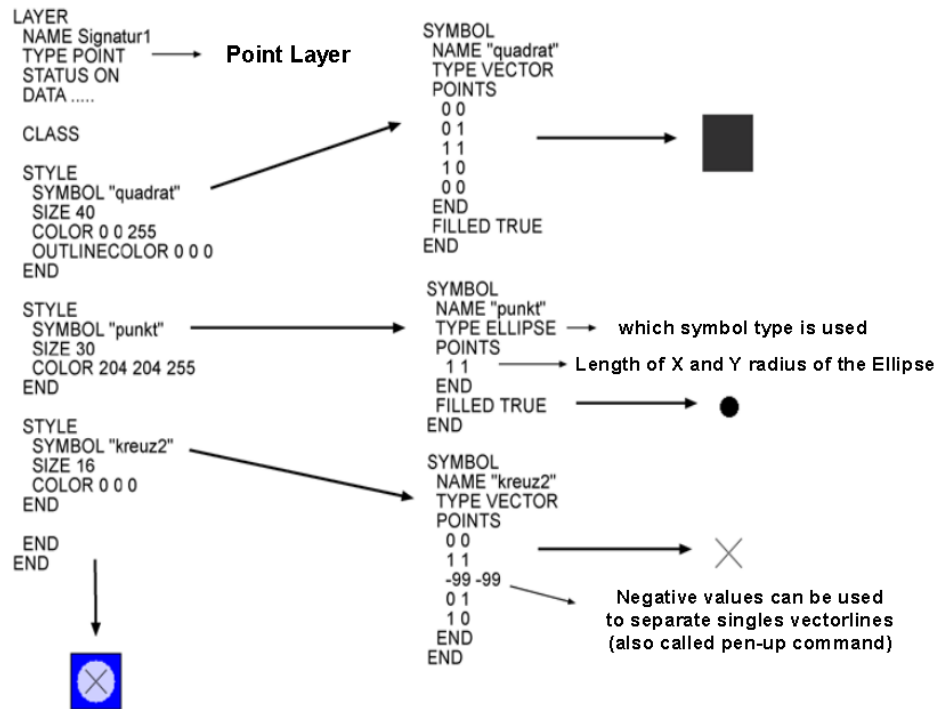 LAYER
NAME Signatur1
TYPE POINT
Point Layer
STATUS ON
DATA .....
CLASS
STYLE
SYMBOL "quadrat"
SIZE 40
COLOR 0 0 255
OUTLINECOLOR 0 0 0
END
STYLE
SYMBOL "punkt"
SIZE 30
COLOR 204 204 255
END
STYLE
SYMBOL "kreuz2"
SIZE 16
COLOR 0 0 0
END
END
END
SYMBOL
NAME "quadrat"
TYPE VECTOR
POINTS
0 0
0 1
1 1
1 0
0 0
END
FILLED TRUE
END
SYMBOL
NAME "punkt"
TYPE ELLIPSE
which symbol type is used
POINTS
1 1
Length of X and Y radius of the Ellipse
END
FILLED TRUE
END
SYMBOL
NAME "kreuz2"
TYPE VECTOR
POINTS
0 0
1 1
-99 -99
0 1
1 0
END
END
Negative values can be used
to separate singles vectorlines
(also called pen-up command)